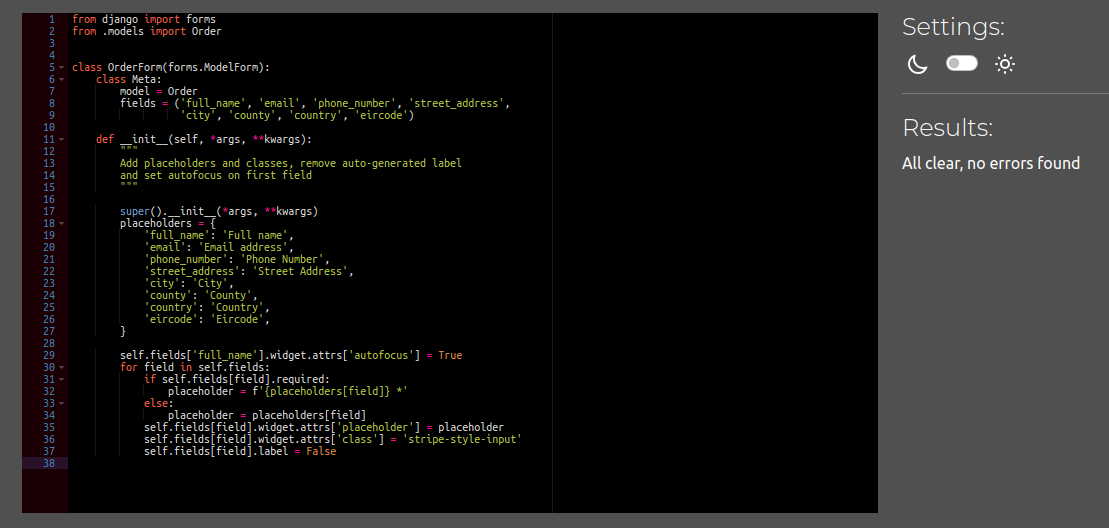 1 from django import forms
2 from .models import Order
3
4
5 class OrderForm(forms.ModelForm):
6     class Meta:
7         model = Order
8         fields = ('full_name', 'email', 'phone_number', 'street_address',
9                   'city', 'county', 'country', 'eircode')
10
11     def __init__(self, *args, **kwargs):
12         """
13         Add placeholders and classes, remove auto-generated label
14         and set autofocus on first field
15         """
16
17         super().__init__(*args, **kwargs)
18         placeholders = {
19             'full_name': 'Full name',
20             'email': 'Email address',
21             'phone_number': 'Phone Number',
22             'street_address': 'Street Address',
23             'city': 'City',
24             'county': 'County',
25             'country': 'Country',
26             'eircode': 'Eircode',
27         }
28
29         self.fields['full_name'].widget.attrs['autofocus'] = True
30         for field in self.fields:
31             if self.fields[field].required:
32                 placeholder = f'{placeholders[field]} *'
33             else:
34                 placeholder = placeholders[field]
35             self.fields[field].widget.attrs['placeholder'] = placeholder
36             self.fields[field].widget.attrs['class'] = 'stripe-style-input'
37             self.fields[field].label = False
38
Settings:
Results:
All clear, no errors found